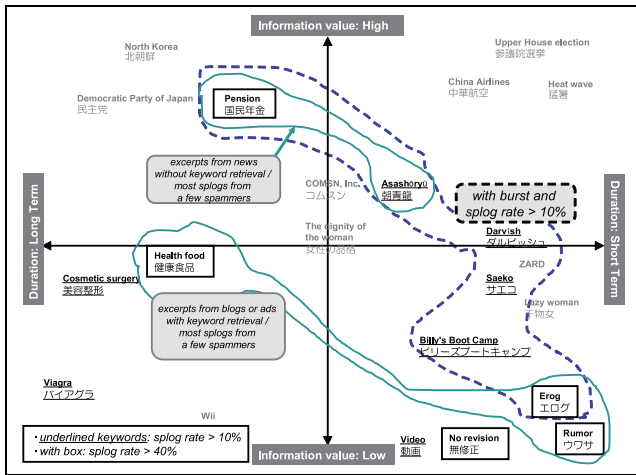 Information value: High
North Korea
北朝鮮
Upper House election
参議院選挙
China Airlines
中華航空
Heat wave
猛暑
Democratic Party of Japan
民主党
Pension
国民年金
excerpts from news
without keyword retrieval /
most splogs from
a few spammers
COMSN, Inc.
コムスン
Asashōryū
朝青龍
with burst and
splog rate > 10%
The dignity of
the woman
女性の品格
Darvish
ダルビッシュ
Duration: Long Term
Duration: Short Term
Health food
健康食品
ZARD
Cosmetic surgery
美容整形
Saeko
サエコ
excerpts from blogs or ads
with keyword retrieval /
most splogs from
a few spammers
Lazy woman
干物女
Billy's Boot Camp
ビリーズブートキャンプ
Viagra
バイアグラ
Erog
エログ
Wii
・underlined keywords: splog rate > 10%
・with box: splog rate > 40%
Video
動画
No revision
無修正
Rumor
ウワサ
Information value: Low